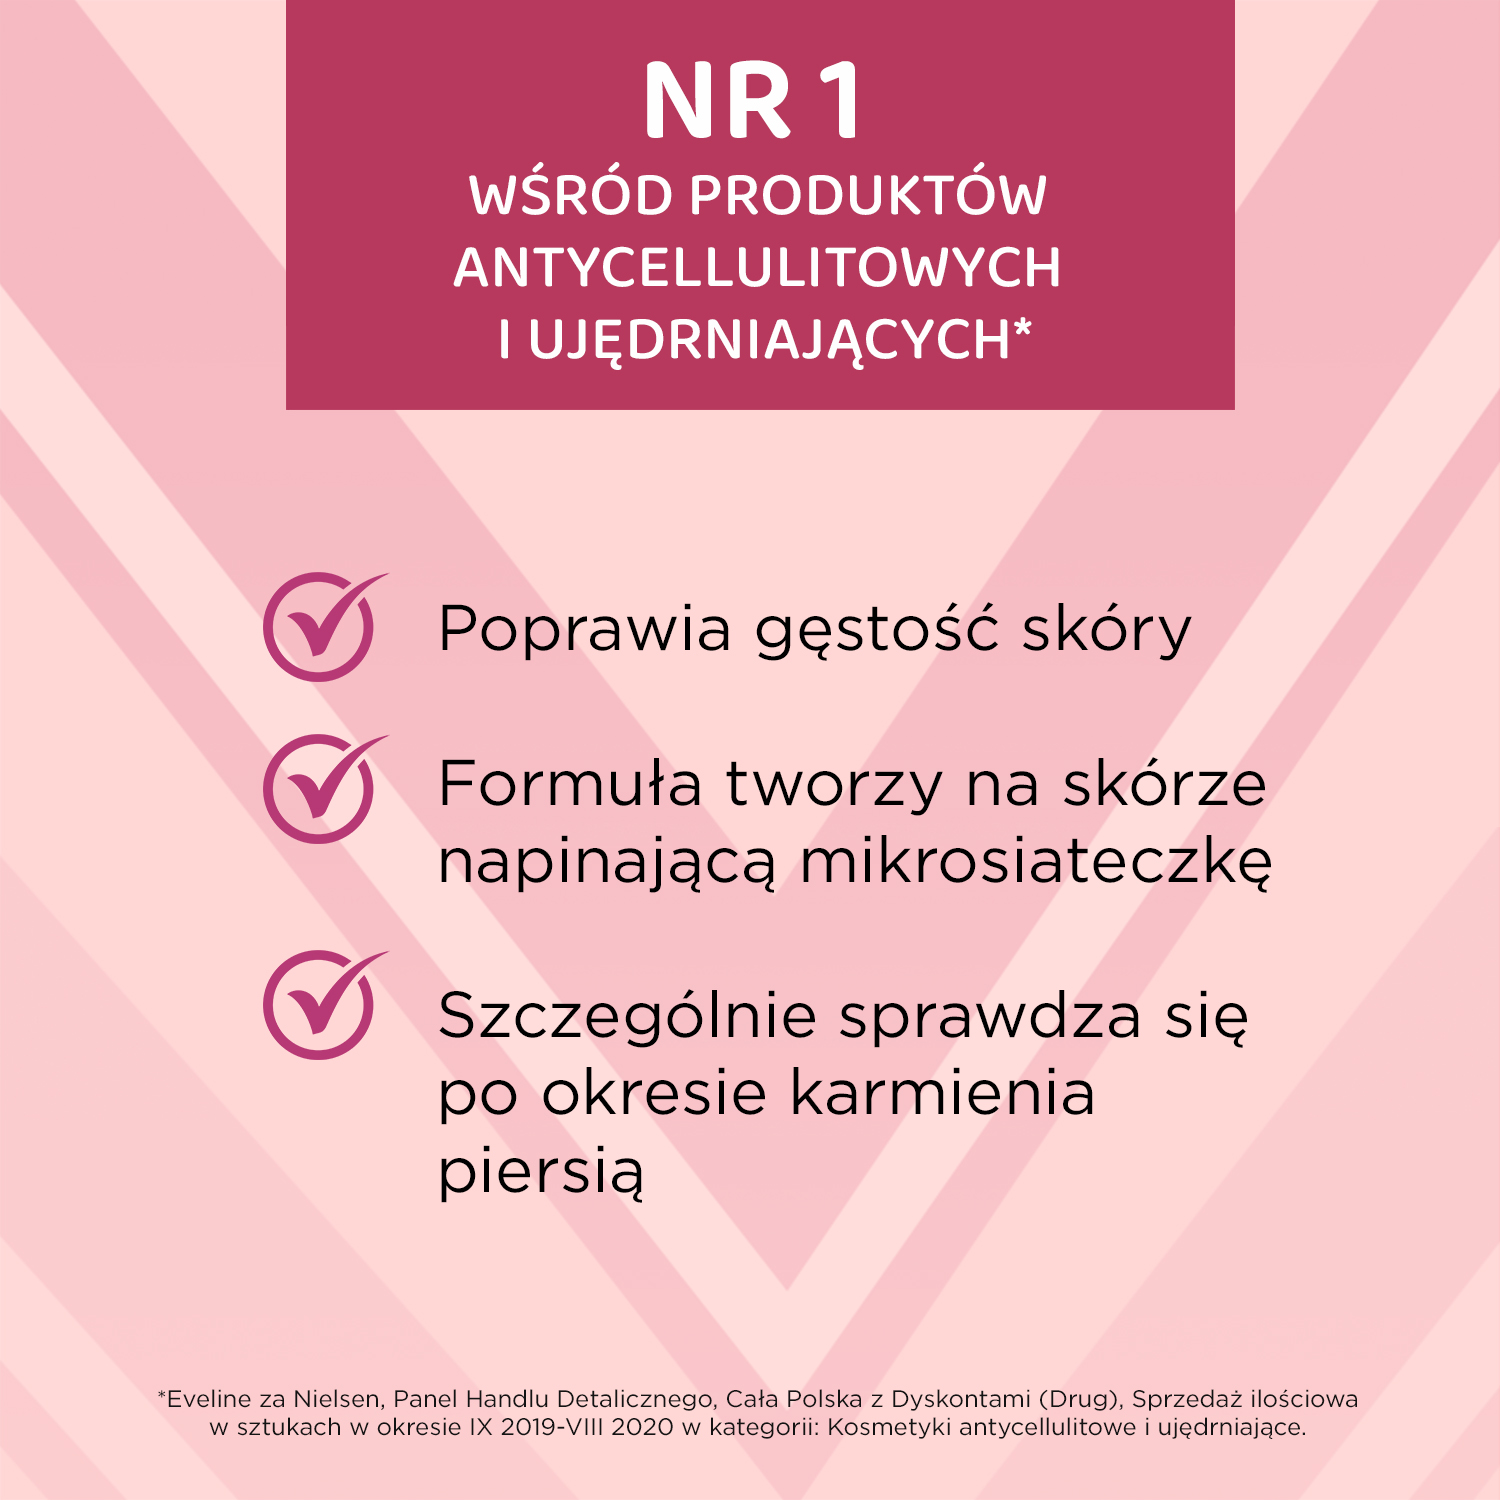 NR 1
WŚRÓD PRODUKTÓW
ANTYCELLULITOWYCH
I UJĘDRNIAJĄCYCH*
Poprawia gęstość skóry
Formuła tworzy na skórze
napinającą mikrosiateczkę
Szczególnie sprawdza się
po okresie karmienia
piersią
*Eveline za Nielsen, Panel Handlu Detalicznego, Cała Polska z Dyskontami (Drug), Sprzedaż ilościowa
w sztukach w okresie IX 2019-VIII 2020 w kategorii: Kosmetyki antycellulitowe i ujędrniające.